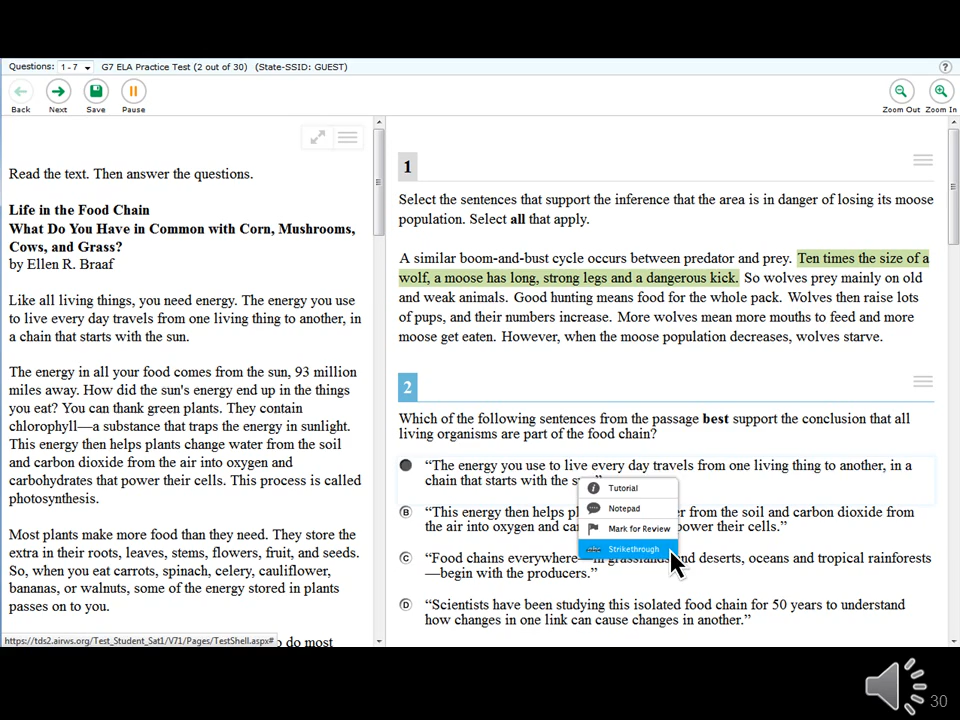 Questions: 1 - 7 G7 ELA Practice Test (2 out of 30) (State-SSID: GUEST) ?
Back Next Save Pause Zoom Out Zoom In
Read the text. Then answer the questions.
Life in the Food Chain
What Do You Have in Common with Corn, Mushrooms,
Cows, and Grass?
by Ellen R. Braaf
Like all living things, you need energy. The energy you use
to live every day travels from one living thing to another, in
a chain that starts with the sun.
The energy in all your food comes from the sun, 93 million
miles away. How did the sun's energy end up in the things
you eat? You can thank green plants. They contain
chlorophyll—a substance that traps the energy in sunlight.
This energy then helps plants change water from the soil
and carbon dioxide from the air into oxygen and
carbohydrates that power their cells. This process is called
photosynthesis.
Most plants make more food than they need. They store the
extra in their roots, leaves, stems, flowers, fruit, and seeds.
So, when you eat carrots, spinach, celery, cauliflower,
bananas, or walnuts, some of the energy stored in plants
passes on to you.
https://tds2.airws.org/Test_Student_Sat1/V71/Pages/TestShell.aspx# o do most
1
Select the sentences that support the inference that the area is in danger of losing its moose
population. Select all that apply.
A similar boom-and-bust cycle occurs between predator and prey. Ten times the size of a
wolf, a moose has long, strong legs and a dangerous kick. So wolves prey mainly on old
and weak animals. Good hunting means food for the whole pack. Wolves then raise lots
of pups, and their numbers increase. More wolves mean more mouths to feed and more
moose get eaten. However, when the moose population decreases, wolves starve.
2
Which of the following sentences from the passage best support the conclusion that all
living organisms are part of the food chain?
“The energy you use to live every day travels from one living thing to another, in a
chain that starts with the su
B “This energy then helps pl r from the soil and carbon dioxide from
the air into oxygen and ca power their cells.”
C “Food chains everywhere—in grasslands and deserts, oceans and tropical rainforests
—begin with the producers.”
D “Scientists have been studying this isolated food chain for 50 years to understand
how changes in one link can cause changes in another.”
i Tutorial
Notepad
Mark for Review
abc Strikethrough
30